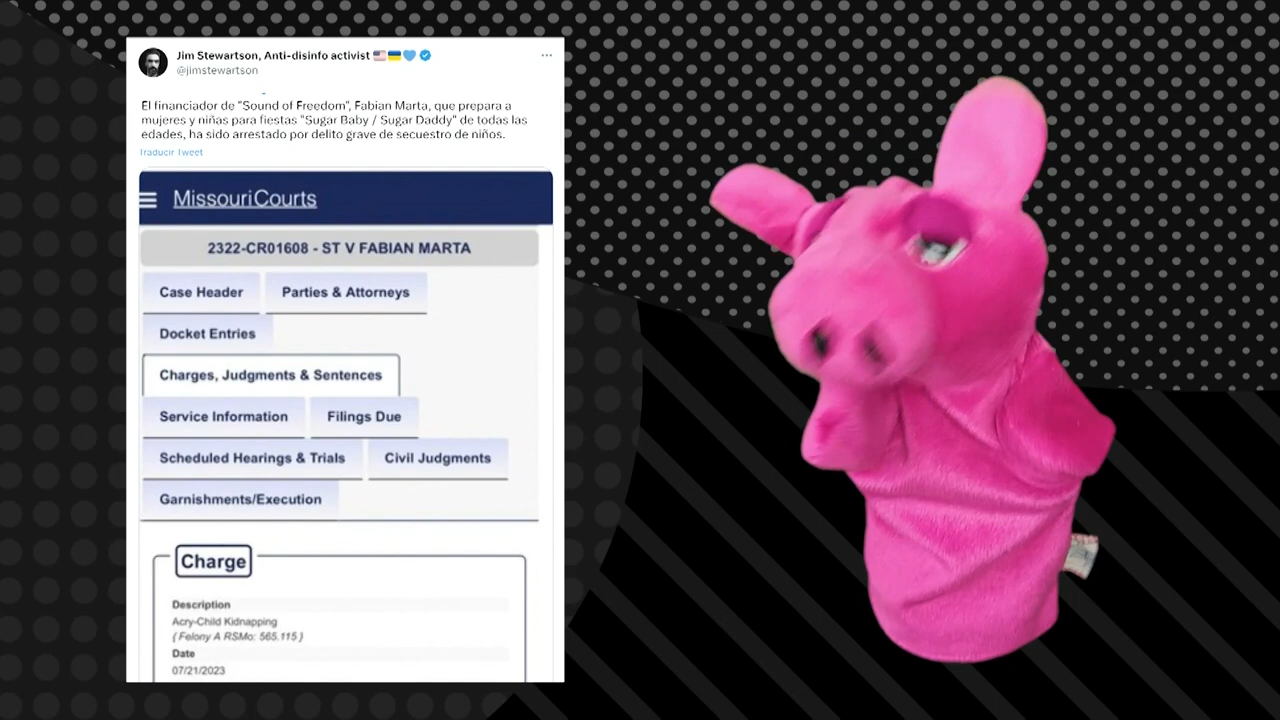 Jim Stewartson, Anti-disinfo activist
@jimstewartson
El financiador de "Sound of Freedom", Fabian Marta, que prepara a
mujeres y niñas para fiestas "Sugar Baby / Sugar Daddy" de todas las
edades, ha sido arrestado por delito grave de secuestro de niños.
Traducir Tweet
MissouriCourts
2322-CR01608 - ST V FABIAN MARTA
Case Header
Parties & Attorneys
Docket Entries
Charges, Judgments & Sentences
Service Information
Filings Due
Scheduled Hearings & Trials
Civil Judgments
Garnishments/Execution
Charge
Description
Acry-Child Kidnapping
{ Felony A RSMo: 565.115 }
Date
07/21/2023